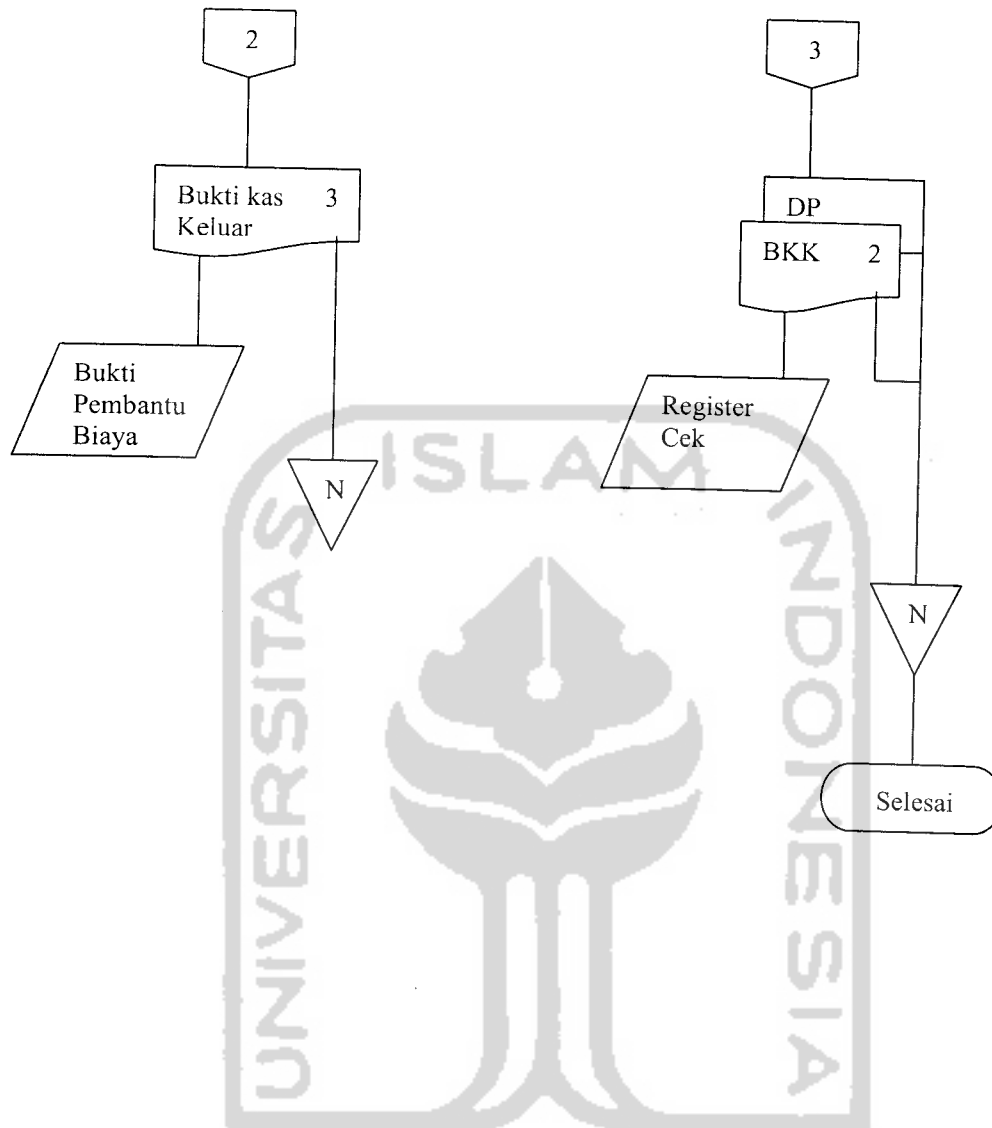 2
Bukti kas 3
Keluar
Bukti
Pembantu
Biaya
N
3
DP
BKK 2
Register
Cek
N
Selesai
UNIVERSITAS ISLAM INDONESIA